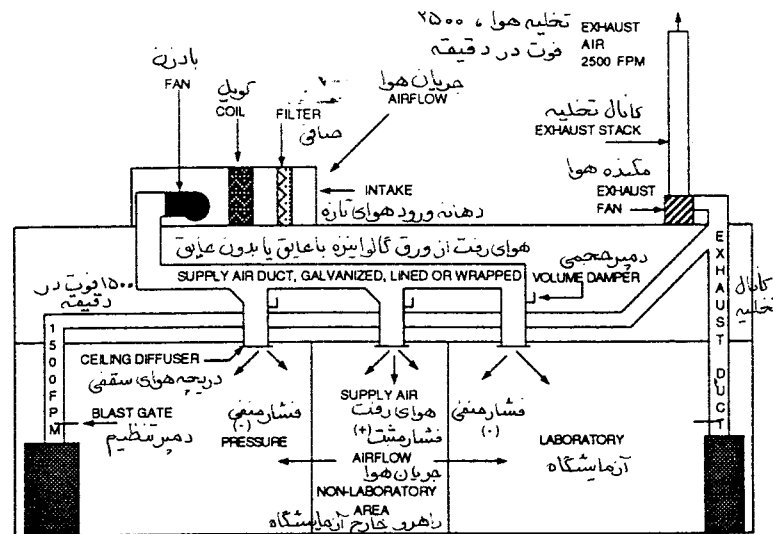 تخلیه هوا ، ۲۵۰۰
فوت در دقیقه
EXHAUST
AIR
2500 FPM
بادزن
FAN
کویل
COIL
FILTER
صافی
جریان هوا
AIRFLOW
کانال تخلیه
EXHAUST STACK
مکنده هوا
EXHAUST
FAN
INTAKE
دهانه ورود هوای تازه
هوای رفت از ورق گالوانیزه با عایق یا بدون عایق
SUPPLY AIR DUCT, GALVANIZED, LINED OR WRAPPED
دمپر حجمی
VOLUME DAMPER
۱۵۰۰ فوت در
دقیقه
1500FPM
EXHAUST DUCT
کانال
تخلیه
CEILING DIFFUSER
دریچه هوای سقفی
BLAST GATE
دمپر تنظیم
فشار منفی
(-)
PRESSURE
SUPPLY AIR
هوای رفت
فشار مثبت (+)
AIRFLOW
جریان هوا
NON-LABORATORY
AREA
راهرو خارج آزمایشگاه
فشار منفی
(-)
LABORATORY
آزمایشگاه